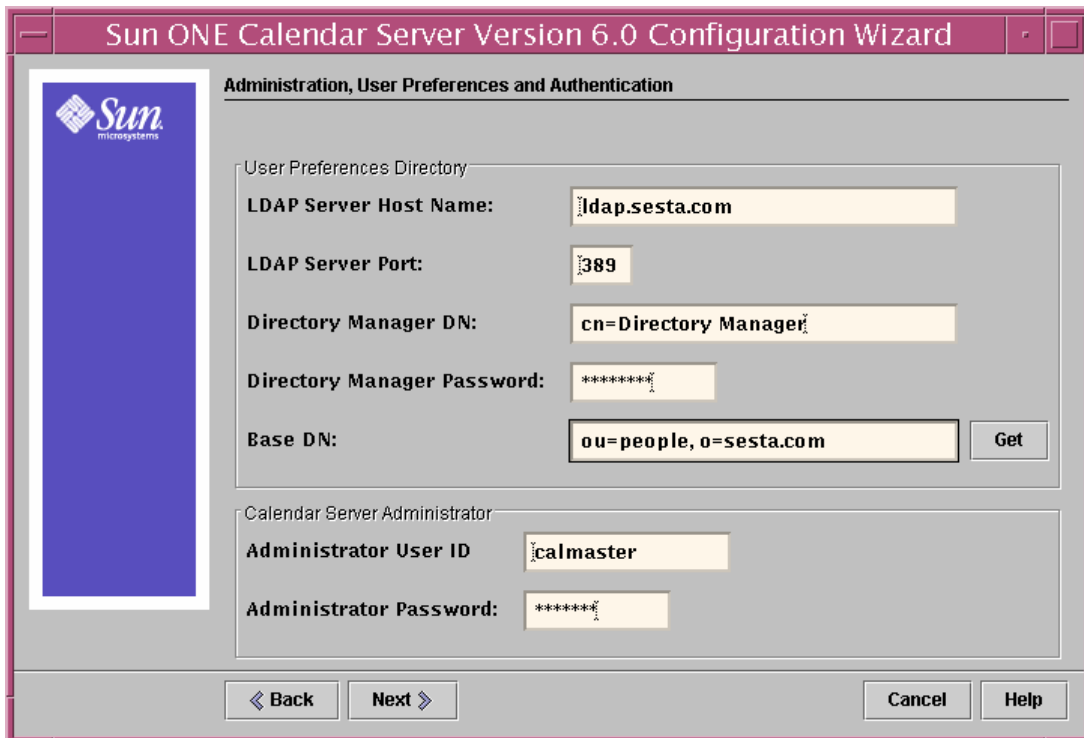 Sun ONE Calendar Server Version 6.0 Configuration Wizard
Sun
microsystems
Administration, User Preferences and Authentication
User Preferences Directory
LDAP Server Host Name: ldap.sesta.com
LDAP Server Port: 389
Directory Manager DN: cn=Directory Manager
Directory Manager Password: ********
Base DN: ou=people, o=sesta.com Get
Calendar Server Administrator
Administrator User ID calmaster
Administrator Password: *******
Back Next Cancel Help